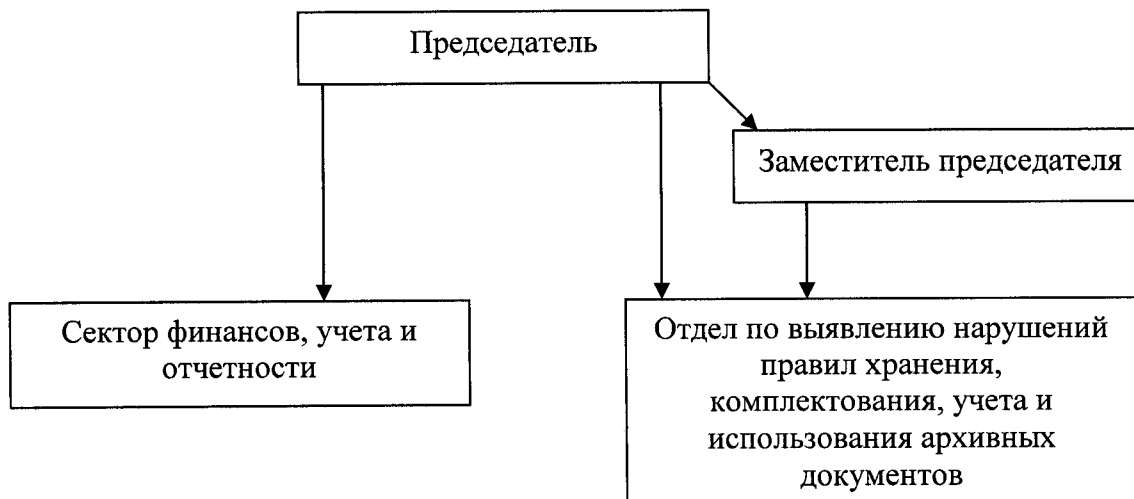 Председатель
Заместитель председателя
Сектор финансов, учета и
отчетности
Отдел по выявлению нарушений
правил хранения,
комплектования, учета и
использования архивных
документов